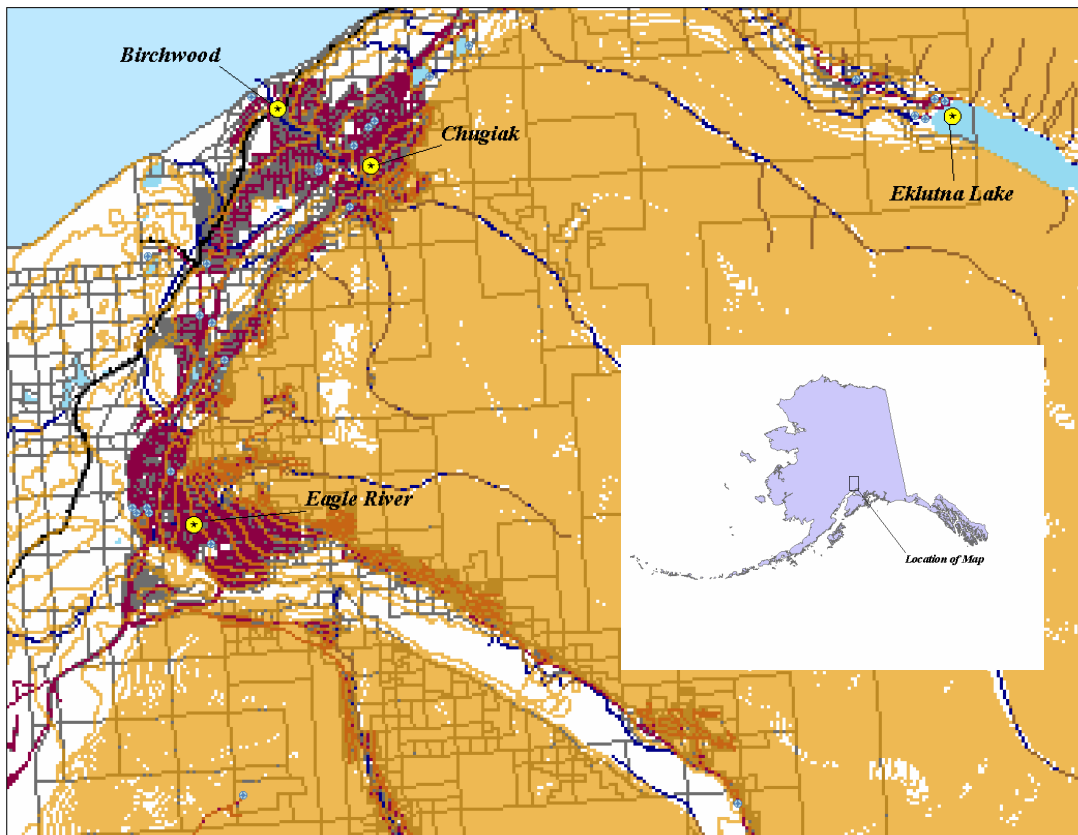 Birchwood
Chugiak
Eklutna Lake
Eagle River
Location of Map